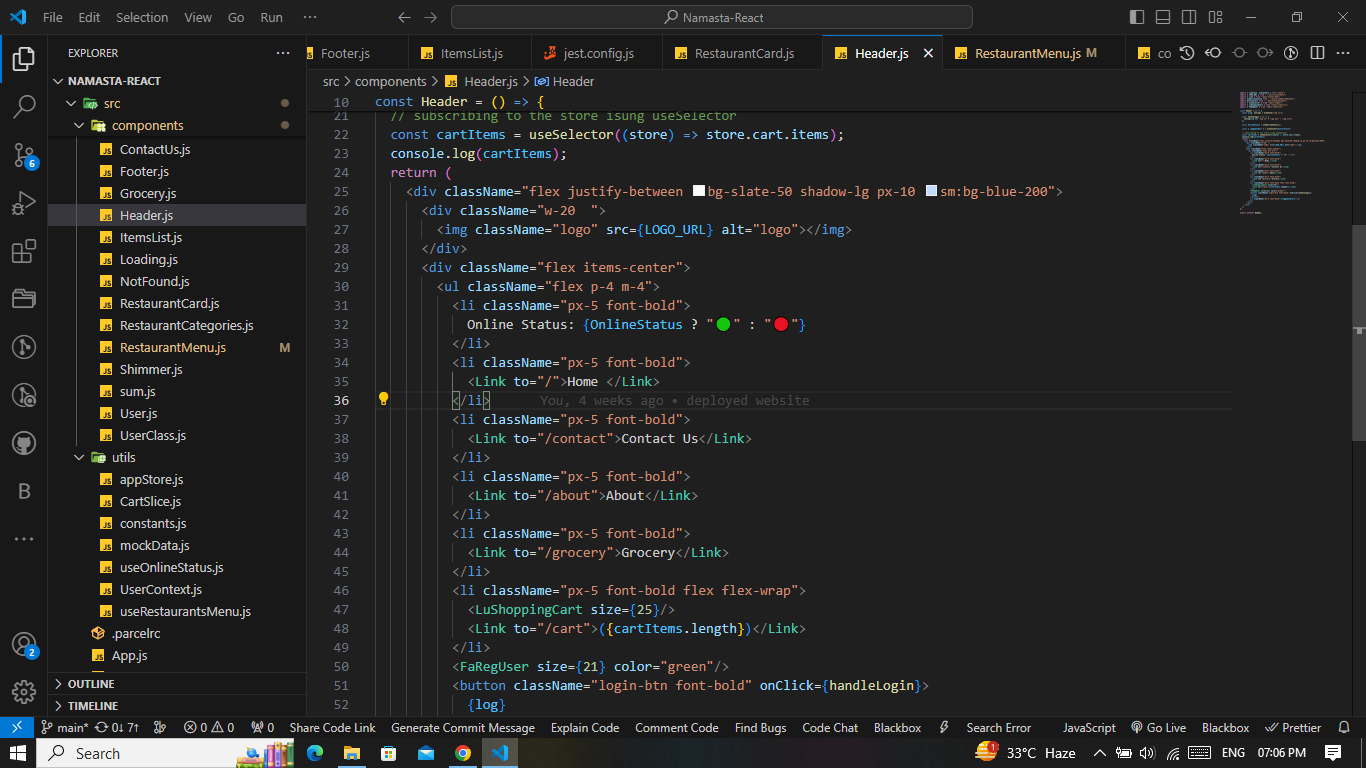 File Edit Selection View Go Run ··· Namasta-React
EXPLORER ···
NAMASTA-REACT
src
components
ContactUs.js
Footer.js
Grocery.js
Header.js
ItemsList.js
Loading.js
NotFound.js
RestaurantCard.js
RestaurantCategories.js
RestaurantMenu.js M
Shimmer.js
sum.js
User.js
UserClass.js
utils
appStore.js
CartSlice.js
constants.js
mockData.js
useOnlineStatus.js
UserContext.js
useRestaurantsMenu.js
.parcelrc
App.js
OUTLINE
TIMELINE
6
B
2
JS Footer.js JS ItemsList.js jest.config.js JS RestaurantCard.js JS Header.js JS RestaurantMenu.js M JS co ···
src > components > JS Header.js > Header
10 const Header = () => {
21 // subscribing to the store isung useSelector
22 const cartItems = useSelector((store) => store.cart.items);
23 console.log(cartItems);
24 return (
25 <div className="flex justify-between bg-slate-50 shadow-lg px-10 sm:bg-blue-200">
26 <div className="w-20  ">
27 <img className="logo" src={LOGO_URL} alt="logo"></img>
28 </div>
29 <div className="flex items-center">
30 <ul className="flex p-4 m-4">
31 <li className="px-5 font-bold">
32 Online Status: {OnlineStatus ? "🟢" : "🔴"}
33 </li>
34 <li className="px-5 font-bold">
35 <Link to="/">Home </Link>
36 </li> You, 4 weeks ago • deployed website
37 <li className="px-5 font-bold">
38 <Link to="/contact">Contact Us</Link>
39 </li>
40 <li className="px-5 font-bold">
41 <Link to="/about">About</Link>
42 </li>
43 <li className="px-5 font-bold">
44 <Link to="/grocery">Grocery</Link>
45 </li>
46 <li className="px-5 font-bold flex flex-wrap">
47 <LuShoppingCart size={25}/>
48 <Link to="/cart">({cartItems.length})</Link>
49 </li>
50 <FaRegUser size={21} color="green"/>
51 <button className="login-btn font-bold" onClick={handleLogin}>
52 {log}
main* 0↓ 7↑ 0 0 0 Share Code Link Generate Commit Message Explain Code Comment Code Find Bugs Code Chat Blackbox Search Error JavaScript Go Live Blackbox Prettier
Search 1 33°C Haze ENG 07:06 PM